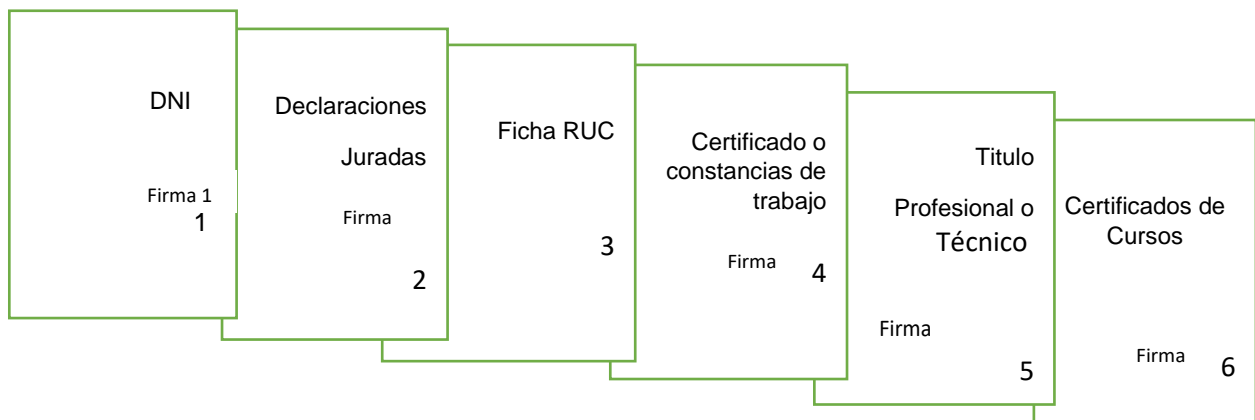 DNI
Firma 1
1
Declaraciones
Juradas
Firma
2
Ficha RUC
3
Certificado o
constancias de
trabajo
Firma
4
Titulo
Profesional o
Técnico
Firma
5
Certificados de
Cursos
Firma
6